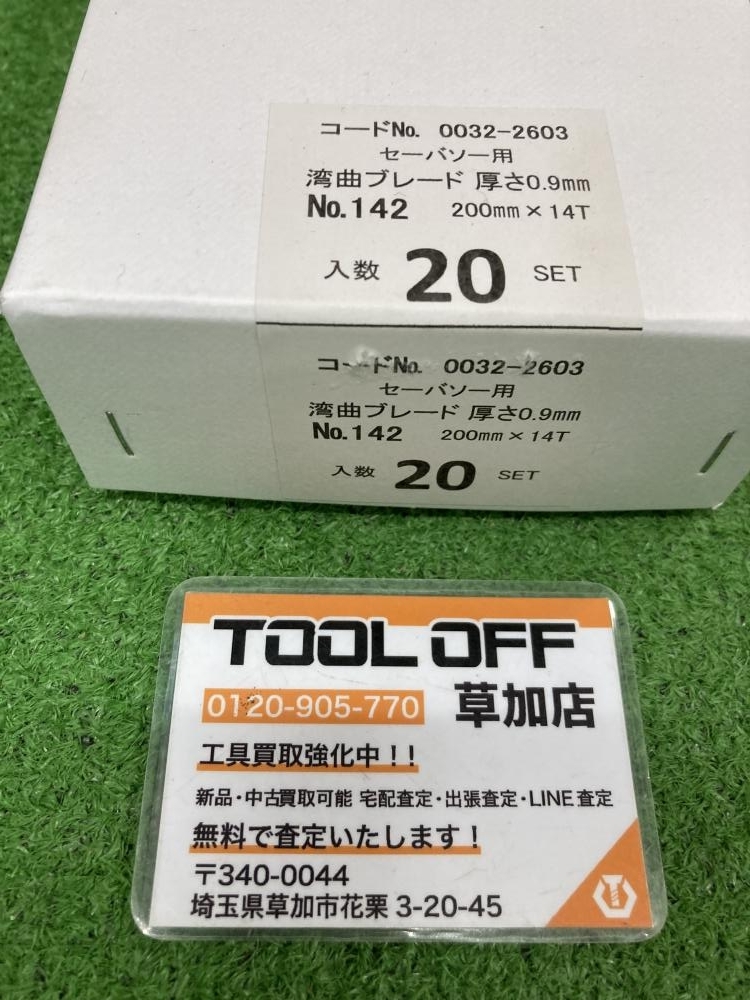 コードNo. 0032-2603
セーバソー用
湾曲ブレード 厚さ0.9mm
No.142 200mm×14T
入数 20 SET
コードNo. 0032-2603
セーバソー用
湾曲ブレード 厚さ0.9mm
No.142 200mm×14T
入数 20 SET
TOOL OFF
0120-905-770 草加店
工具買取強化中！！
新品・中古買取可能 宅配査定・出張査定・LINE査定
無料で査定いたします！
〒340-0044
埼玉県草加市花栗 3-20-45